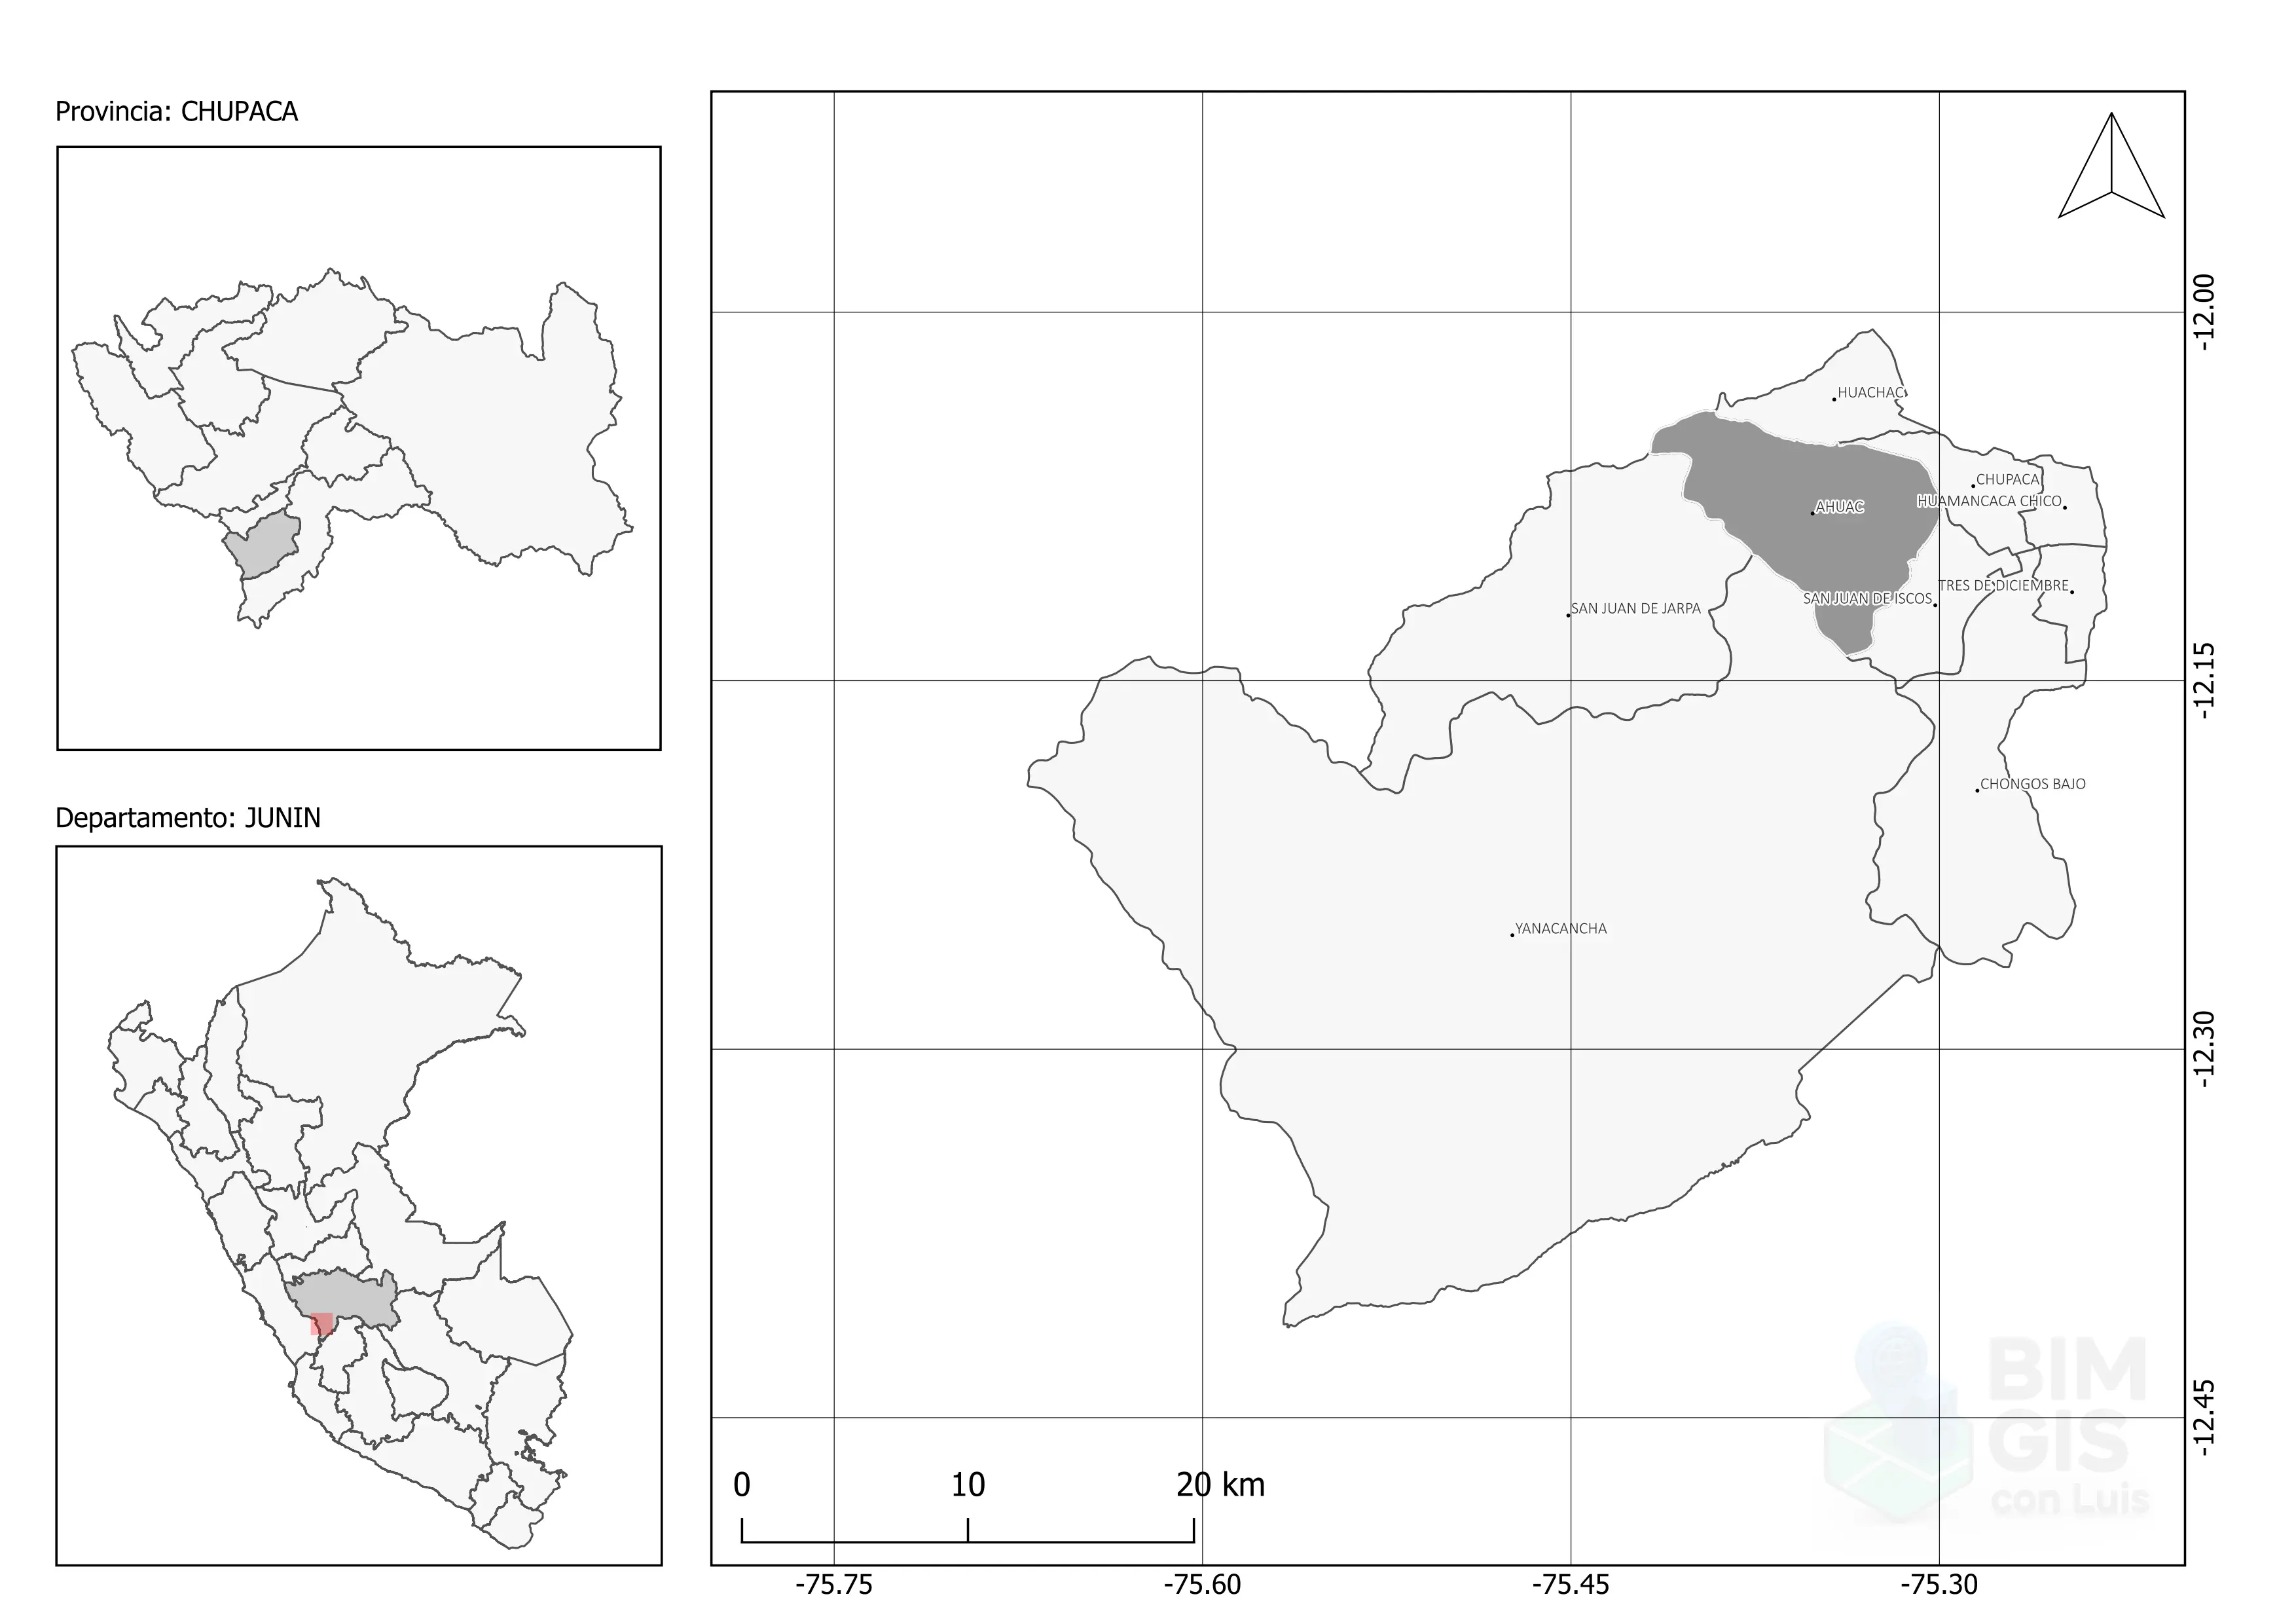 Provincia: CHUPACA
Departamento: JUNIN
HUACHAC
CHUPACA
HUAMANCACA CHICO
AHUAC
TRES DE DICIEMBRE
SAN JUAN DE ISCOS
SAN JUAN DE JARPA
CHONGOS BAJO
YANACANCHA
-12.00
-12.15
-12.30
-12.45
BIM
GIS
con Luis
0 10 20 km
-75.75 -75.60 -75.45 -75.30